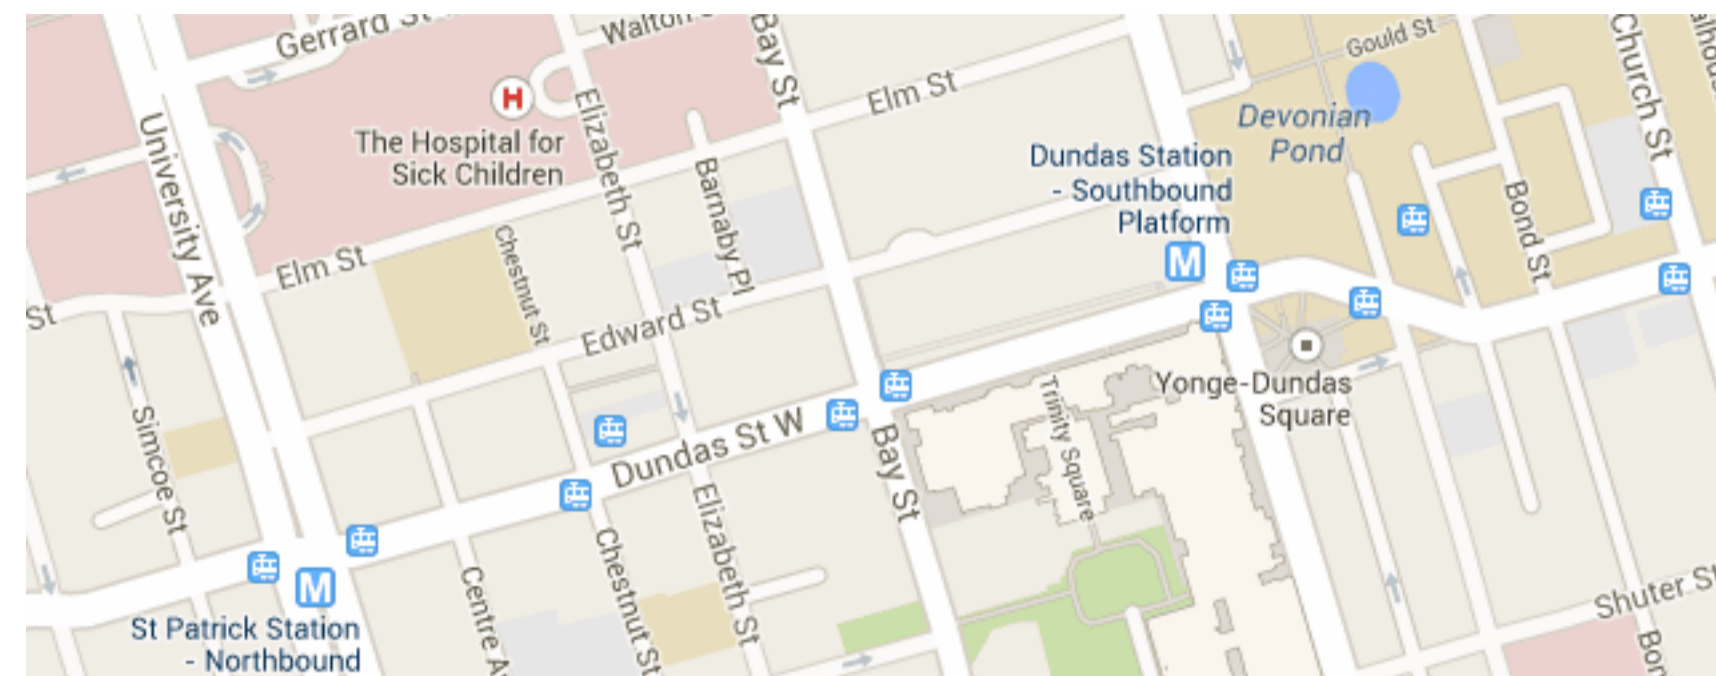 Gerrard St
Walton
Bay St
Gould St
Church St
Elm St
H
The Hospital for
Sick Children
University Ave
Elizabeth St
Barnaby Pl
Devonian
Pond
Dundas Station
- Southbound
Platform
M
Bond St
Elm St
Chestnut St
St
Edward St
Yonge-Dundas
Square
Trinity Square
Simcoe St
Dundas St W
Bay St
Elizabeth St
Chestnut St
Centre
M
St Patrick Station
- Northbound
Shuter St